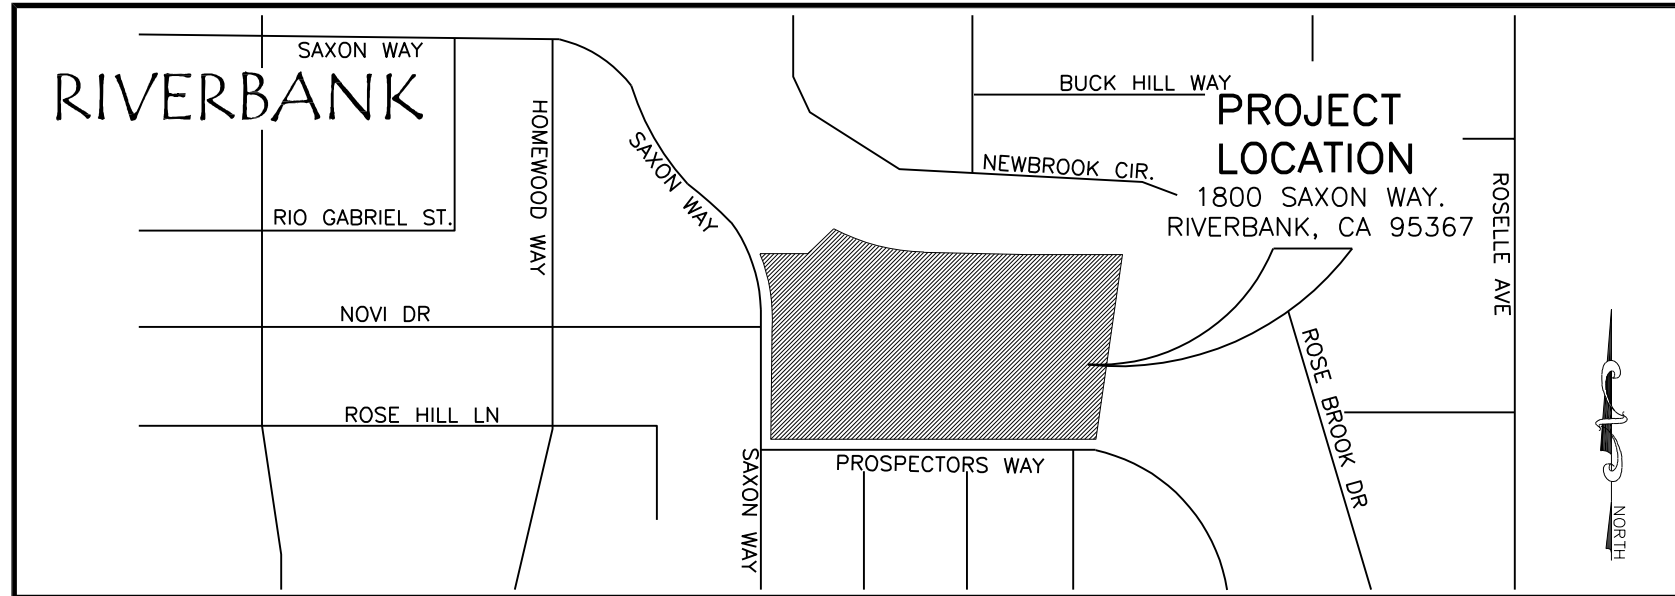 SAXON WAY
RIVERBANK
HOMEWOOD WAY
SAXON WAY
BUCK HILL WAY
PROJECT
LOCATION
1800 SAXON WAY.
RIVERBANK, CA 95367
NEWBROOK CIR.
ROSELLE AVE
RIO GABRIEL ST.
NOVI DR
ROSE HILL LN
ROSE BROOK DR
SAXON WAY
PROSPECTORS WAY
NORTH